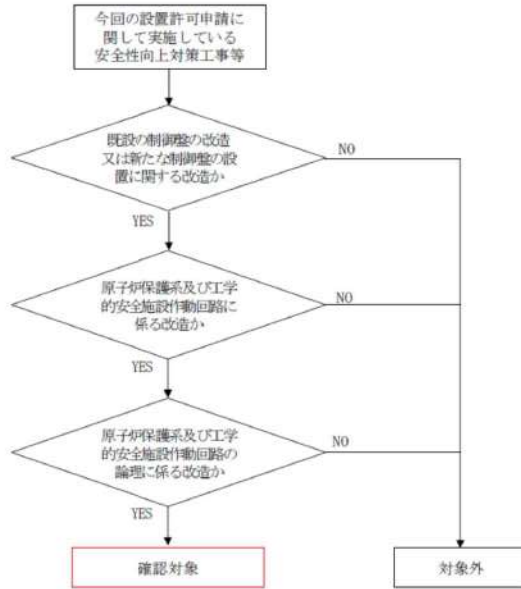 今回の設置許可申請に
関して実施している
安全性向上対策工事等
既設の制御盤の改造
又は新たな制御盤の設
置に関する改造か
NO
YES
原子炉保護系及び工学
的安全施設作動回路に
係る改造か
NO
YES
原子炉保護系及び工学
的安全施設作動回路の
論理に係る改造か
NO
YES
確認対象
対象外